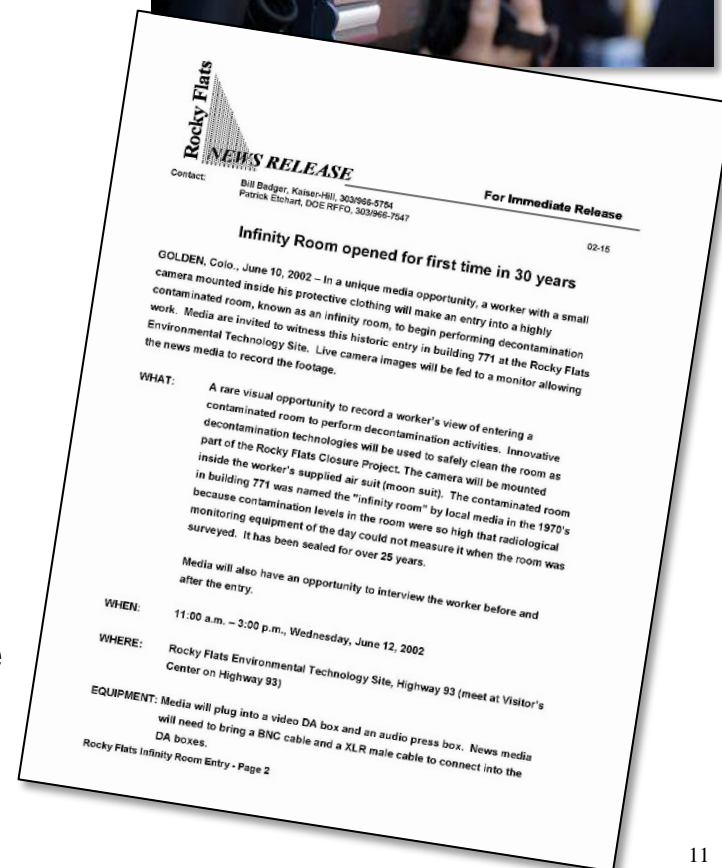 Rocky Flats
NEWS RELEASE
Contact:
Bill Badger, Kaiser-Hill, 303/966-5754
Patrick Etchart, DOE RFFO, 303/966-7547
For Immediate Release
02-15
Infinity Room opened for first time in 30 years
GOLDEN, Colo., June 10, 2002 – In a unique media opportunity, a worker with a small
camera mounted inside his protective clothing will make an entry into a highly
contaminated room, known as an infinity room, to begin performing decontamination
work. Media are invited to witness this historic entry in building 771 at the Rocky Flats
Environmental Technology Site. Live camera images will be fed to a monitor allowing
the news media to record the footage.
WHAT:
A rare visual opportunity to record a worker's view of entering a
contaminated room to perform decontamination activities. Innovative
decontamination technologies will be used to safely clean the room as
part of the Rocky Flats Closure Project. The camera will be mounted
inside the worker's supplied air suit (moon suit). The contaminated room
in building 771 was named the "infinity room" by local media in the 1970's
because contamination levels in the room were so high that radiological
monitoring equipment of the day could not measure it when the room was
surveyed. It has been sealed for over 25 years.
Media will also have an opportunity to interview the worker before and
after the entry.
WHEN:
11:00 a.m. – 3:00 p.m., Wednesday, June 12, 2002
WHERE:
Rocky Flats Environmental Technology Site, Highway 93 (meet at Visitor's
Center on Highway 93)
EQUIPMENT: Media will plug into a video DA box and an audio press box. News media
will need to bring a BNC cable and a XLR male cable to connect into the
DA boxes.
Rocky Flats Infinity Room Entry - Page 2
11